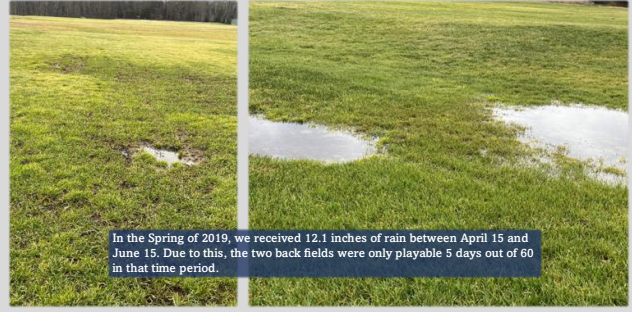 In the Spring of 2019, we received 12.1 inches of rain between April 15 and
June 15. Due to this, the two back fields were only playable 5 days out of 60
in that time period.